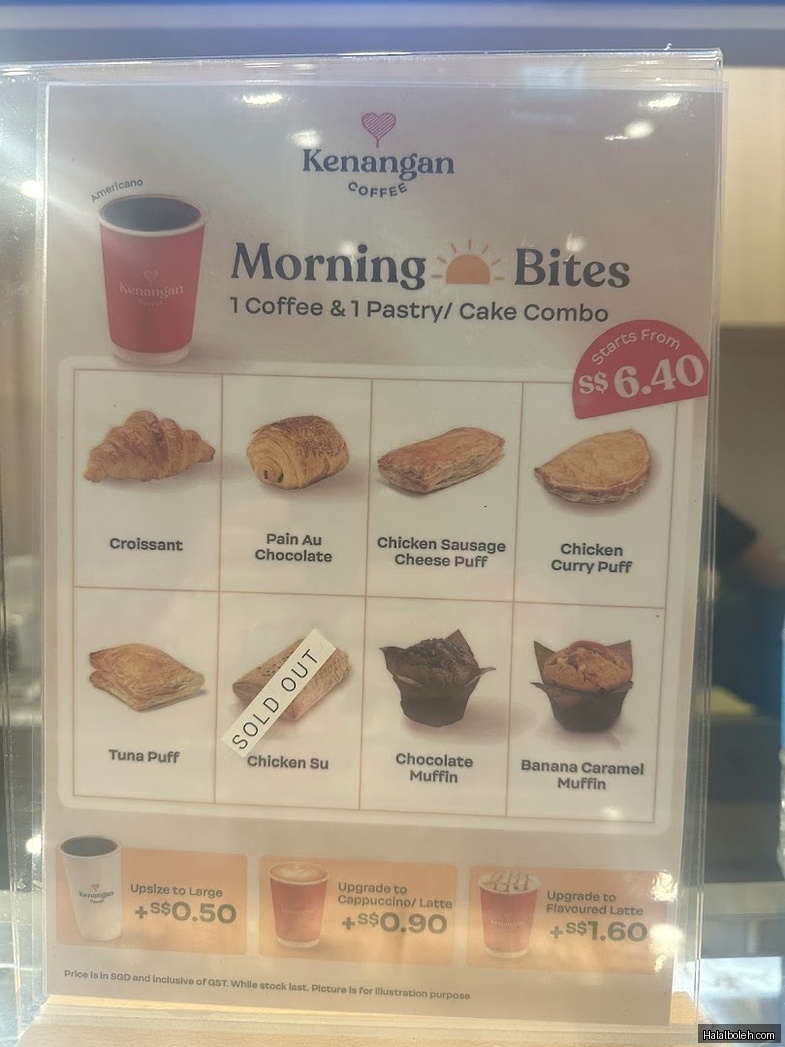 Kenangan
COFFEE
Americano
Kenangan
COFFEE
Morning Bites
1 Coffee & 1 Pastry/ Cake Combo
Starts From
S$6.40
Croissant
Pain Au
Chocolate
Chicken Sausage
Cheese Puff
Chicken
Curry Puff
Tuna Puff
SOLD OUT
Chicken Su
Chocolate
Muffin
Banana Caramel
Muffin
Kenangan
COFFEE
Upsize to Large
+S$0.50
Upgrade to
Cappuccino/ Latte
+S$0.90
Upgrade to
Flavoured Latte
+S$1.60
Price is in SGD and inclusive of GST. While stock last. Picture is for illustration purpose
Halalboleh.com